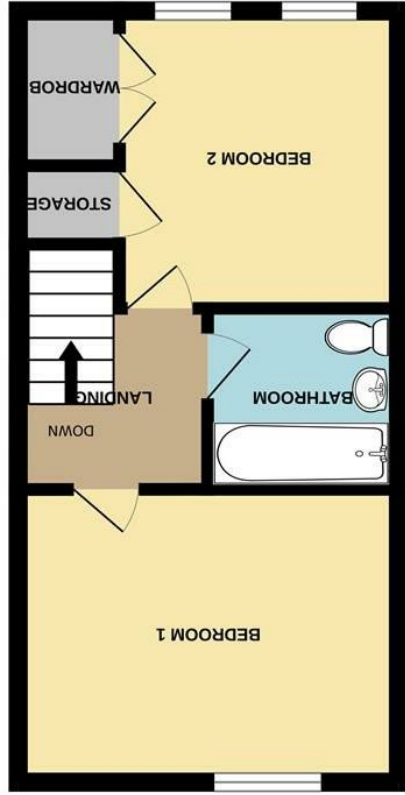 BEDROOM 1
DOWN
BATHROOM
LANDING
STORAGE
BEDROOM 2
WARDROB